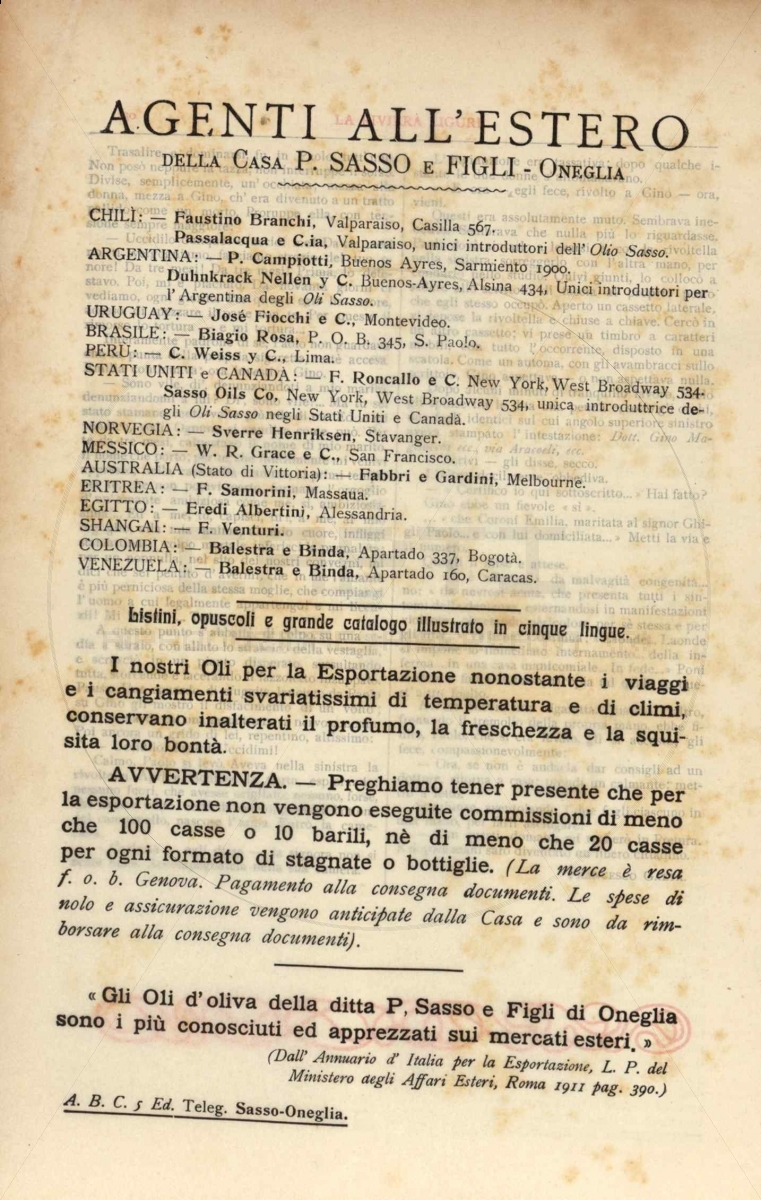 AGENTI ALL'ESTERO
DELLA CASA P. SASSO E FIGLI - ONEGLIA
CHILÌ: — Faustino Branchi, Valparaiso, Casilla 567.
Passalacqua e C.ia, Valparaiso, unici introduttori dell' Olio Sasso.
ARGENTINA: — P. Campiotti, Buenos Ayres, Sarmiento 1900.
Duhnkrack Nellen y C. Buenos-Ayres, Alsina 434, Unici introduttori per
l' Argentina degli Oli Sasso.
URUGUAY: — José Fiocchi e C., Montevideo.
BRASILE: — Biagio Rosa, P. O. B. 345, S. Paolo.
PERÙ: — C. Weiss y C., Lima.
STATI UNITI e CANADÀ: — F. Roncallo e C. New York, West Broadway 534.
Sasso Oils Co, New York, West Broadway 534, unica introduttrice de-
gli Oli Sasso negli Stati Uniti e Canadà.
NORVEGIA: — Sverre Henriksen, Stavanger.
MESSICO: — W. R. Grace e C., San Francisco.
AUSTRALIA (Stato di Vittoria): — Fabbri e Gardini, Melbourne.
ERITREA: — F. Samorini, Massaua.
EGITTO: — Eredi Albertini, Alessandria.
SHANGAI: — F. Venturi.
COLOMBIA: — Balestra e Binda, Apartado 337, Bogotà.
VENEZUELA: — Balestra e Binda, Apartado 160, Caracas.
Listini, opuscoli e grande catalogo illustrato in cinque lingue.
I nostri Oli per la Esportazione nonostante i viaggi
e i cangiamenti svariatissimi di temperatura e di climi,
conservano inalterati il profumo, la freschezza e la squi-
sita loro bontà.
AVVERTENZA. — Preghiamo tener presente che per
la esportazione non vengono eseguite commissioni di meno
che 100 casse o 10 barili, nè di meno che 20 casse
per ogni formato di stagnate o bottiglie. (La merce è resa
f. o. b. Genova. Pagamento alla consegna documenti. Le spese di
nolo e assicurazione vengono anticipate dalla Casa e sono da rim-
borsare alla consegna documenti).
« Gli Oli d'oliva della ditta P. Sasso e Figli di Oneglia
sono i più conosciuti ed apprezzati sui mercati esteri. »
(Dall' Annuario d' Italia per la Esportazione, L. P. del
Ministero degli Affari Esteri, Roma 1911 pag. 390.)
A. B. C. 5 Ed. Teleg. Sasso-Oneglia.